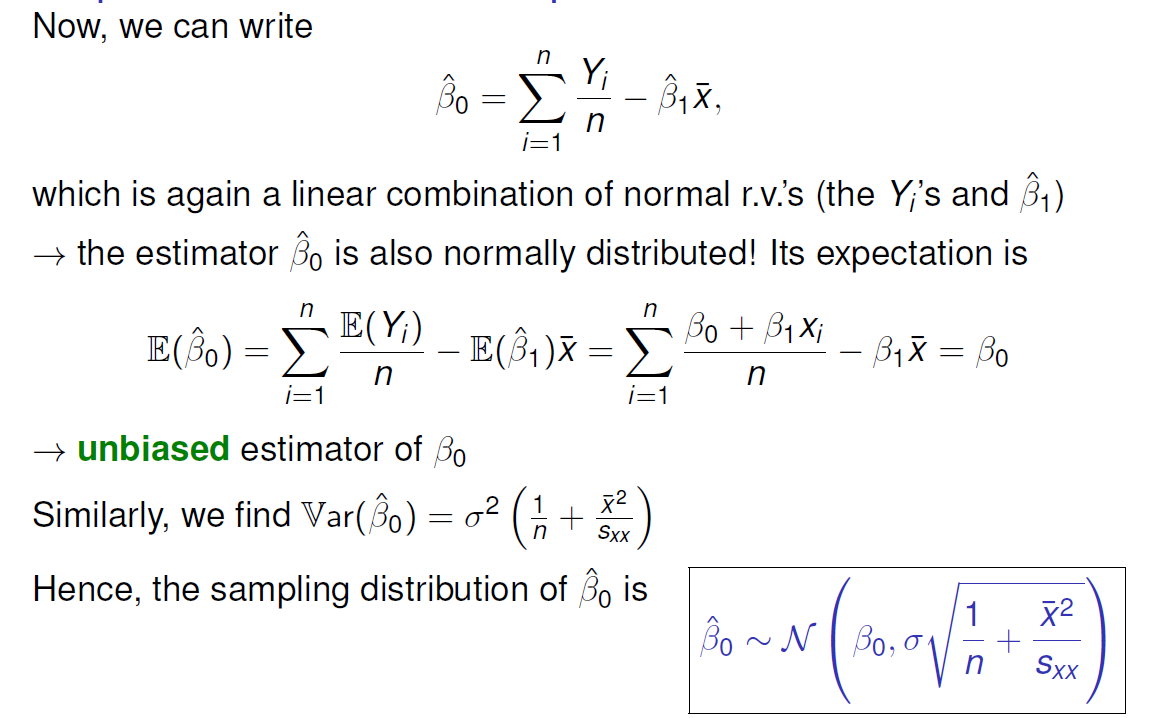 Now, we can write
$$\hat{\beta}_0 = \sum_{i=1}^{n} \frac{Y_i}{n} - \hat{\beta}_1 \bar{x},$$
which is again a linear combination of normal r.v.'s (the $Y_i$'s and $\hat{\beta}_1$)
→ the estimator $\hat{\beta}_0$ is also normally distributed! Its expectation is
$$\mathbb{E}(\hat{\beta}_0) = \sum_{i=1}^{n} \frac{\mathbb{E}(Y_i)}{n} - \mathbb{E}(\hat{\beta}_1)\bar{x} = \sum_{i=1}^{n} \frac{\beta_0 + \beta_1 x_i}{n} - \beta_1 \bar{x} = \beta_0$$
→ unbiased estimator of $\beta_0$
Similarly, we find $\mathbb{V}\text{ar}(\hat{\beta}_0) = \sigma^2 \left( \frac{1}{n} + \frac{\bar{x}^2}{s_{xx}} \right)$
Hence, the sampling distribution of $\hat{\beta}_0$ is
$$\hat{\beta}_0 \sim \mathcal{N} \left( \beta_0, \sigma \sqrt{\frac{1}{n} + \frac{\bar{x}^2}{s_{xx}}} \right)$$